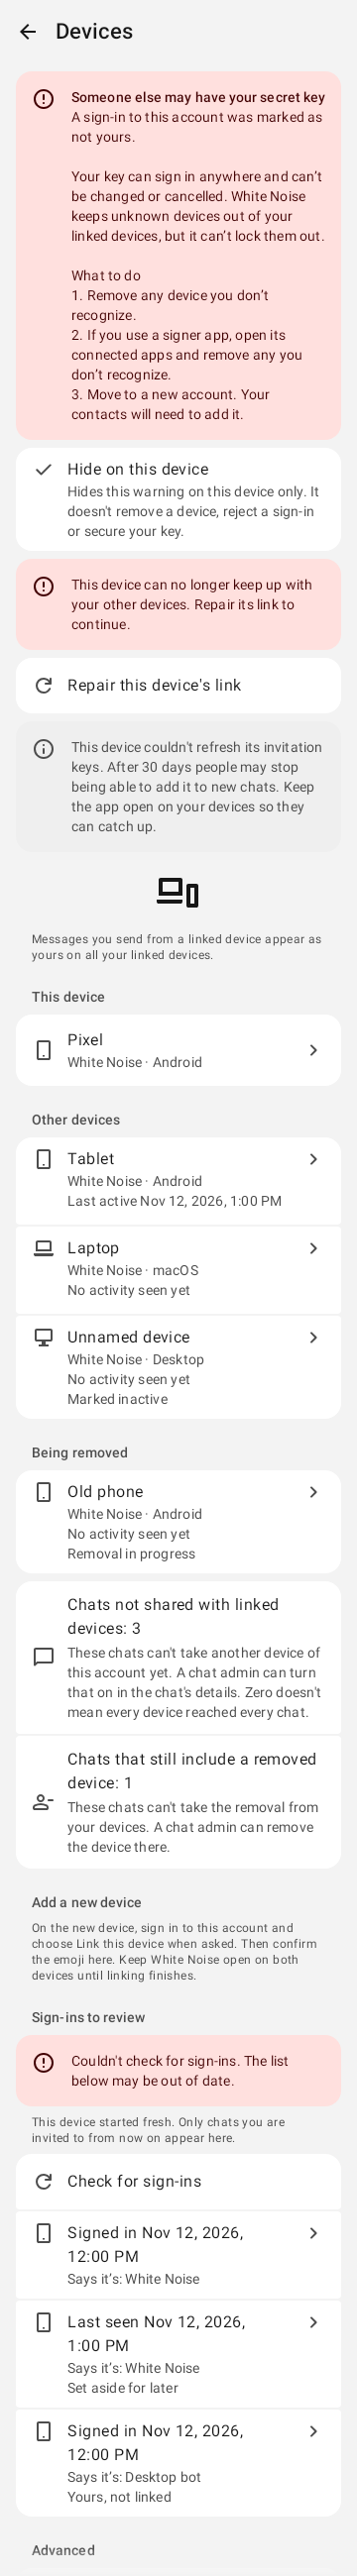 Devices
Someone else may have your secret key
A sign-in to this account was marked as
not yours.
Your key can sign in anywhere and can’t
be changed or cancelled. White Noise
keeps unknown devices out of your
linked devices, but it can’t lock them out.
What to do
1. Remove any device you don’t
recognize.
2. If you use a signer app, open its
connected apps and remove any you
don’t recognize.
3. Move to a new account. Your
contacts will need to add it.
Hide on this device
Hides this warning on this device only. It
doesn't remove a device, reject a sign-in
or secure your key.
This device can no longer keep up with
your other devices. Repair its link to
continue.
Repair this device's link
This device couldn't refresh its invitation
keys. After 30 days people may stop
being able to add it to new chats. Keep
the app open on your devices so they
can catch up.
Messages you send from a linked device appear as
yours on all your linked devices.
This device
Pixel
White Noise · Android
Other devices
Tablet
White Noise · Android
Last active Nov 12, 2026, 1:00 PM
Laptop
White Noise · macOS
No activity seen yet
Unnamed device
White Noise · Desktop
No activity seen yet
Marked inactive
Being removed
Old phone
White Noise · Android
No activity seen yet
Removal in progress
Chats not shared with linked
devices: 3
These chats can't take another device of
this account yet. A chat admin can turn
that on in the chat's details. Zero doesn't
mean every device reached every chat.
Chats that still include a removed
device: 1
These chats can't take the removal from
your devices. A chat admin can remove
the device there.
Add a new device
On the new device, sign in to this account and
choose Link this device when asked. Then confirm
the emoji here. Keep White Noise open on both
devices until linking finishes.
Sign-ins to review
Couldn't check for sign-ins. The list
below may be out of date.
This device started fresh. Only chats you are
invited to from now on appear here.
Check for sign-ins
Signed in Nov 12, 2026,
12:00 PM
Says it’s: White Noise
Last seen Nov 12, 2026,
1:00 PM
Says it’s: White Noise
Set aside for later
Signed in Nov 12, 2026,
12:00 PM
Says it’s: Desktop bot
Yours, not linked
Advanced